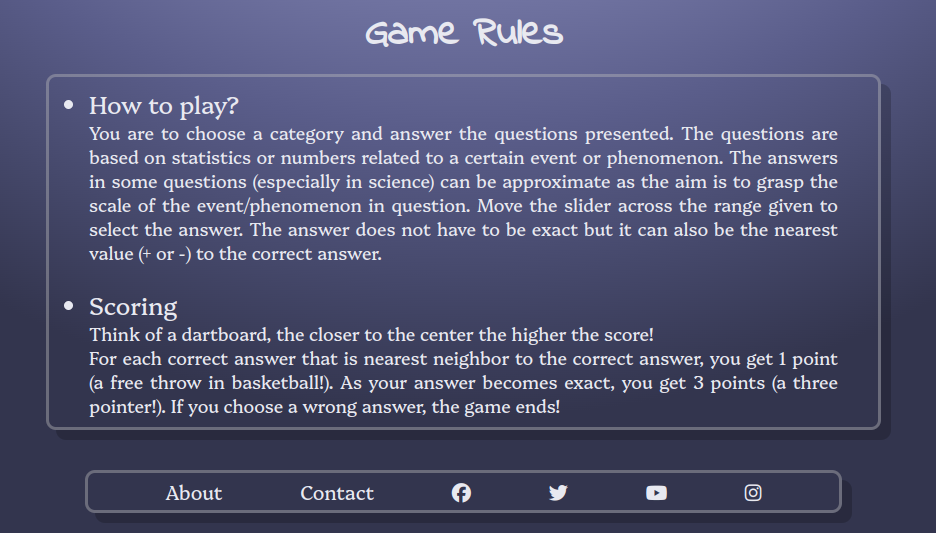 Game Rules
How to play?
You are to choose a category and answer the questions presented. The questions are
based on statistics or numbers related to a certain event or phenomenon. The answers
in some questions (especially in science) can be approximate as the aim is to grasp the
scale of the event/phenomenon in question. Move the slider across the range given to
select the answer. The answer does not have to be exact but it can also be the nearest
value (+ or -) to the correct answer.
Scoring
Think of a dartboard, the closer to the center the higher the score!
For each correct answer that is nearest neighbor to the correct answer, you get 1 point
(a free throw in basketball!). As your answer becomes exact, you get 3 points (a three
pointer!). If you choose a wrong answer, the game ends!
About Contact